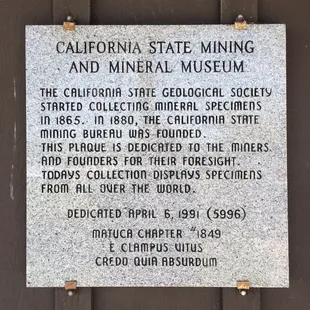 CALIFORNIA STATE MINING
AND MINERAL MUSEUM
THE CALIFORNIA STATE GEOLOGICAL SOCIETY
STARTED COLLECTING MINERAL SPECIMENS
IN 1865. IN 1880, THE CALIFORNIA STATE
MINING BUREAU WAS FOUNDED.
THIS PLAQUE IS DEDICATED TO THE MINERS
AND FOUNDERS FOR THEIR FORESIGHT.
TODAYS COLLECTION DISPLAYS SPECIMENS
FROM ALL OVER THE WORLD.
DEDICATED APRIL 6, 1991 (5996)
MATUCA CHAPTER #1849
E CLAMPUS VITUS
CREDO QUIA ABSURDUM